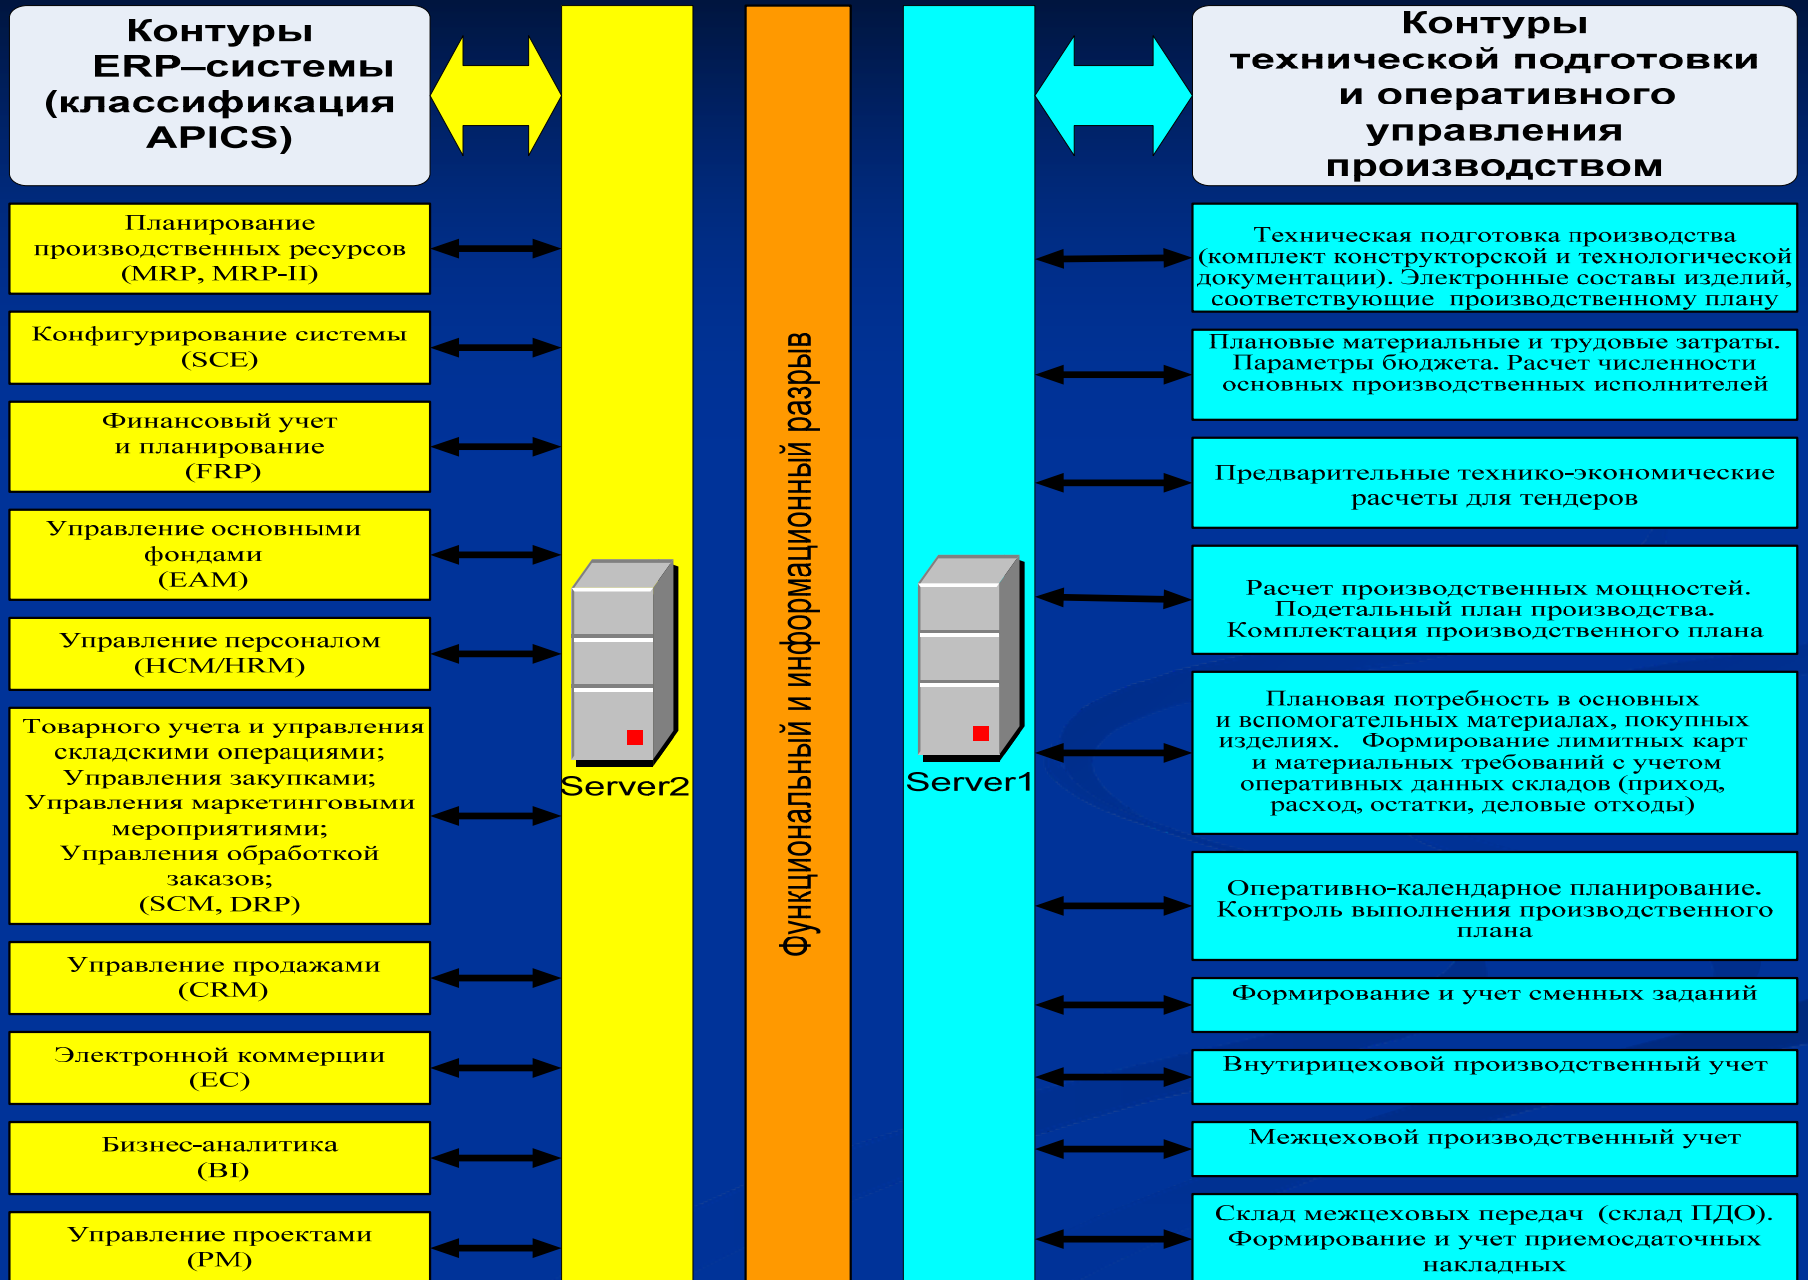 Контуры
ERP–системы
(классификация
APICS)
Планирование
производственных ресурсов
(MRP, MRP-II)
Конфигурирование системы
(SCE)
Финансовый учет
и планирование
(FRP)
Управление основными
фондами
(EAM)
Управление персоналом
(HCM/HRM)
Товарного учета и управления
складскими операциями;
Управления закупками;
Управления маркетинговыми
мероприятиями;
Управления обработкой
заказов;
(SCM, DRP)
Управление продажами
(CRM)
Электронной коммерции
(EC)
Бизнес-аналитика
(BI)
Управление проектами
(PM)
Server2
Функциональный и информационный разрыв
Server1
Контуры
технической подготовки
и оперативного
управления
производством
Техническая подготовка производства
(комплект конструкторской и технологической
документации). Электронные составы изделий,
соответствующие производственному плану
Плановые материальные и трудовые затраты.
Параметры бюджета. Расчет численности
основных производственных исполнителей
Предварительные технико-экономические
расчеты для тендеров
Расчет производственных мощностей.
Подетальный план производства.
Комплектация производственного плана
Плановая потребность в основных
и вспомогательных материалах, покупных
изделиях. Формирование лимитных карт
и материальных требований с учетом
оперативных данных складов (приход,
расход, остатки, деловые отходы)
Оперативно-календарное планирование.
Контроль выполнения производственного
плана
Формирование и учет сменных заданий
Внутирицеховой производственный учет
Межцеховой производственный учет
Склад межцеховых передач (склад ПДО).
Формирование и учет приемосдаточных
накладных